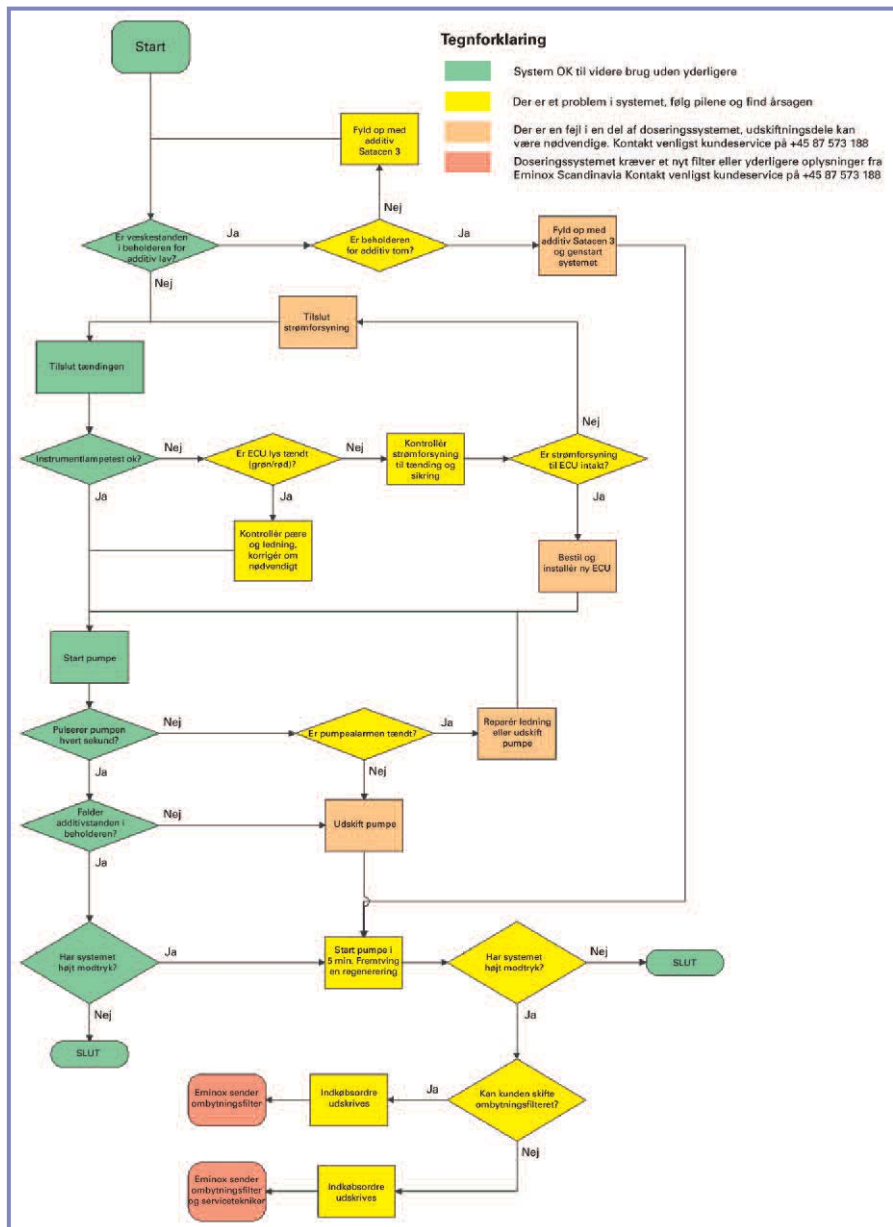 Start
Tegnforklaring
System OK til videre brug uden yderligere
Der er et problem i systemet, følg pilene og find årsagen
Der er en fejl i en del af doseringssystemet, udskiftningsdele kan
være nødvendige. Kontakt venligst kundeservice på +45 87 573 188
Doseringssystemet kræver et nyt filter eller yderligere oplysninger fra
Eminox Scandinavia Kontakt venligst kundeservice på +45 87 573 188
Fyld op med
additiv
Satacen 3
Nej
Er væskestanden
i beholderen for
additiv lav?
Ja
Er beholderen
for additiv tom?
Ja
Fyld op med
additiv Satacen 3
og genstart
systemet
Nej
Tilslut
strømforsyning
Tilslut tændingen
Nej
Instrumentlampetest ok?
Nej
Er ECU lys tændt
(grøn/rød)?
Nej
Kontrollér
strømforsyning
til tænding og
sikring
Er strømforsyning
til ECU intakt?
Ja
Ja
Ja
Kontrollér pære
og ledning,
korrigér om
nødvendigt
Bestil og
installér ny ECU
Start pumpe
Pulserer pumpen
hvert sekund?
Nej
Er pumpealarmen tændt?
Ja
Reparér ledning
eller udskift
pumpe
Ja
Nej
Falder
additivstanden i
beholderen?
Nej
Udskift pumpe
Ja
Har systemet
højt modtryk?
Ja
Start pumpe i
5 min. Fremtving
en regenerering
Har systemet
højt modtryk?
Nej
SLUT
Nej
SLUT
Ja
Eminox sender
ombytningsfilter
Indkøbsordre
udskrives
Ja
Kan kunden skifte
ombytningsfilteret?
Nej
Eminox sender
ombytningsfilter
og servicetekniker
Indkøbsordre
udskrives